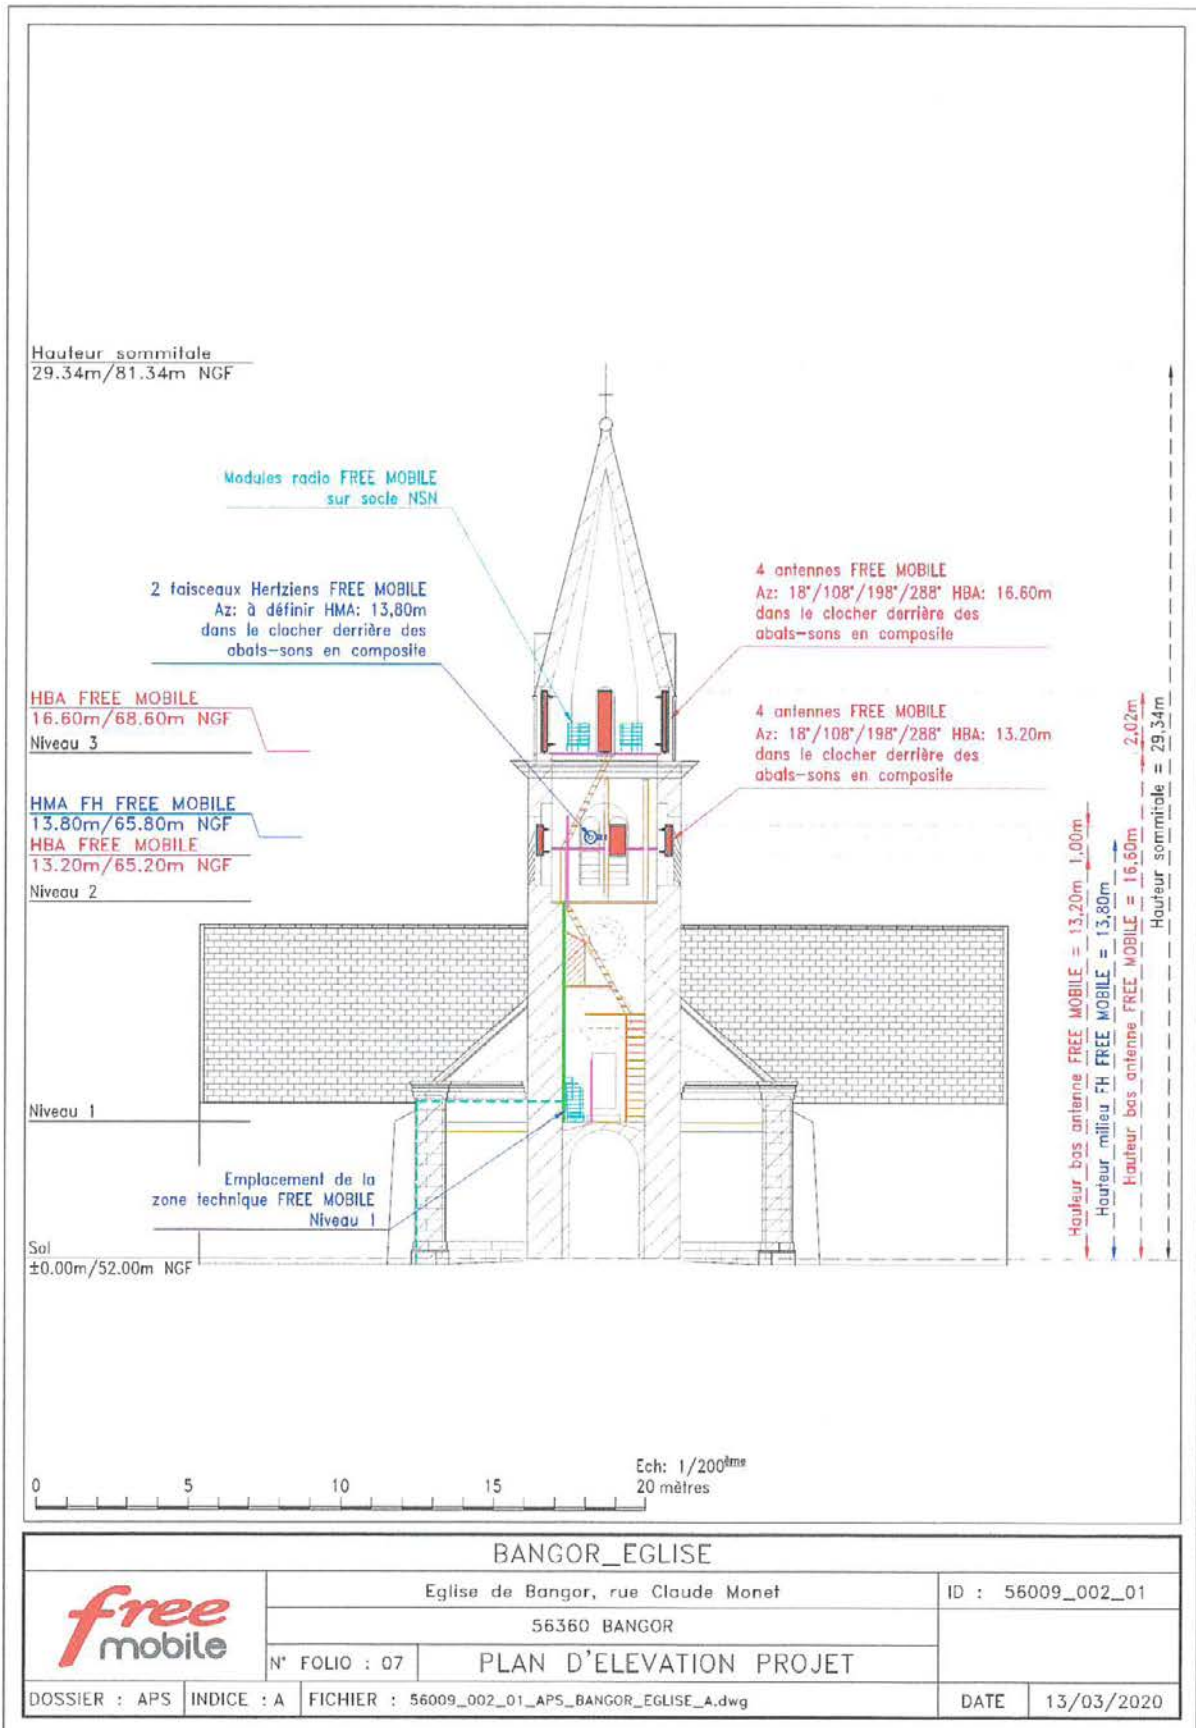 Hauteur sommitale
29.34m/81.34m NGF
Modules radio FREE MOBILE
sur socle NSN
2 faisceaux Hertziens FREE MOBILE
Az: à définir HMA: 13,80m
dans le clocher derrière des
abats-sons en composite
4 antennes FREE MOBILE
Az: 18°/108°/198°/288° HBA: 16.60m
dans le clocher derrière des
abats-sons en composite
HBA FREE MOBILE
16.60m/68.60m NGF
Niveau 3
4 antennes FREE MOBILE
Az: 18°/108°/198°/288° HBA: 13.20m
dans le clocher derrière des
abats-sons en composite
HMA FH FREE MOBILE
13.80m/65.80m NGF
HBA FREE MOBILE
13.20m/65.20m NGF
Niveau 2
Niveau 1
Emplacement de la
zone technique FREE MOBILE
Niveau 1
Sol
±0.00m/52.00m NGF
Hauteur bas antenne FREE MOBILE = 13,20m 1,00m
Hauteur milieu FH FREE MOBILE = 13,80m
Hauteur bas antenne FREE MOBILE = 16,60m 2,02m
Hauteur sommitale = 29,34m
Ech: 1/200ème
0 5 10 15 20 mètres
BANGOR_EGLISE
free
mobile
Eglise de Bangor, rue Claude Monet
ID : 56009_002_01
56360 BANGOR
N° FOLIO : 07
PLAN D'ELEVATION PROJET
DOSSIER : APS INDICE : A FICHIER : 56009_002_01_APS_BANGOR_EGLISE_A.dwg DATE 13/03/2020